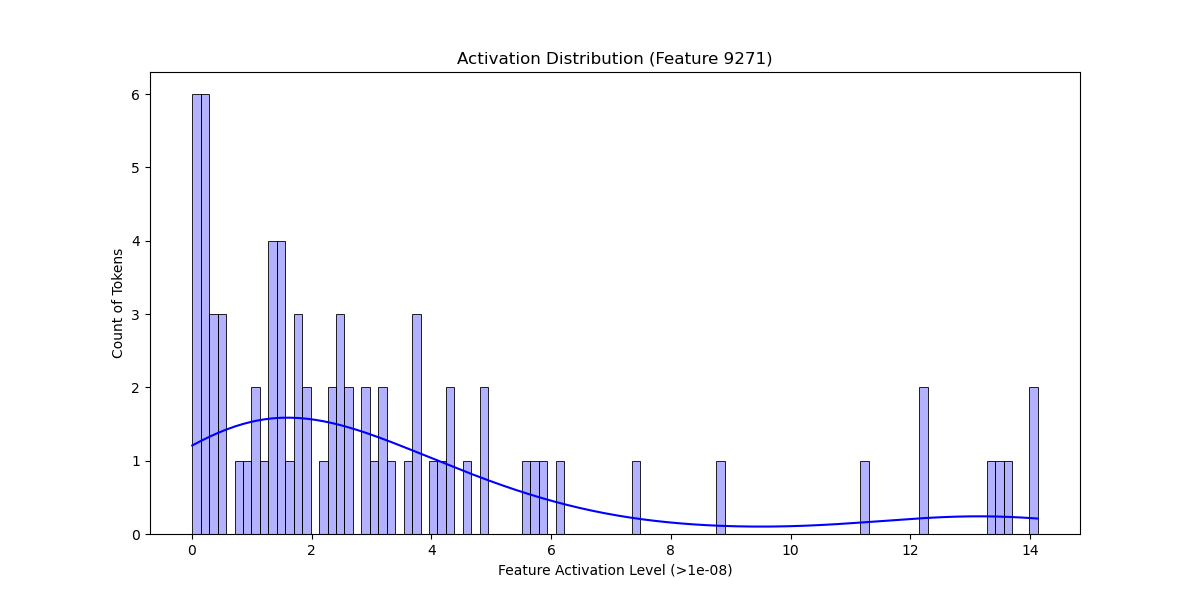 Activation Distribution (Feature 9271)
6
5
4
3
2
1
0
Count of Tokens
0 2 4 6 8 10 12 14
Feature Activation Level (>1e-08)